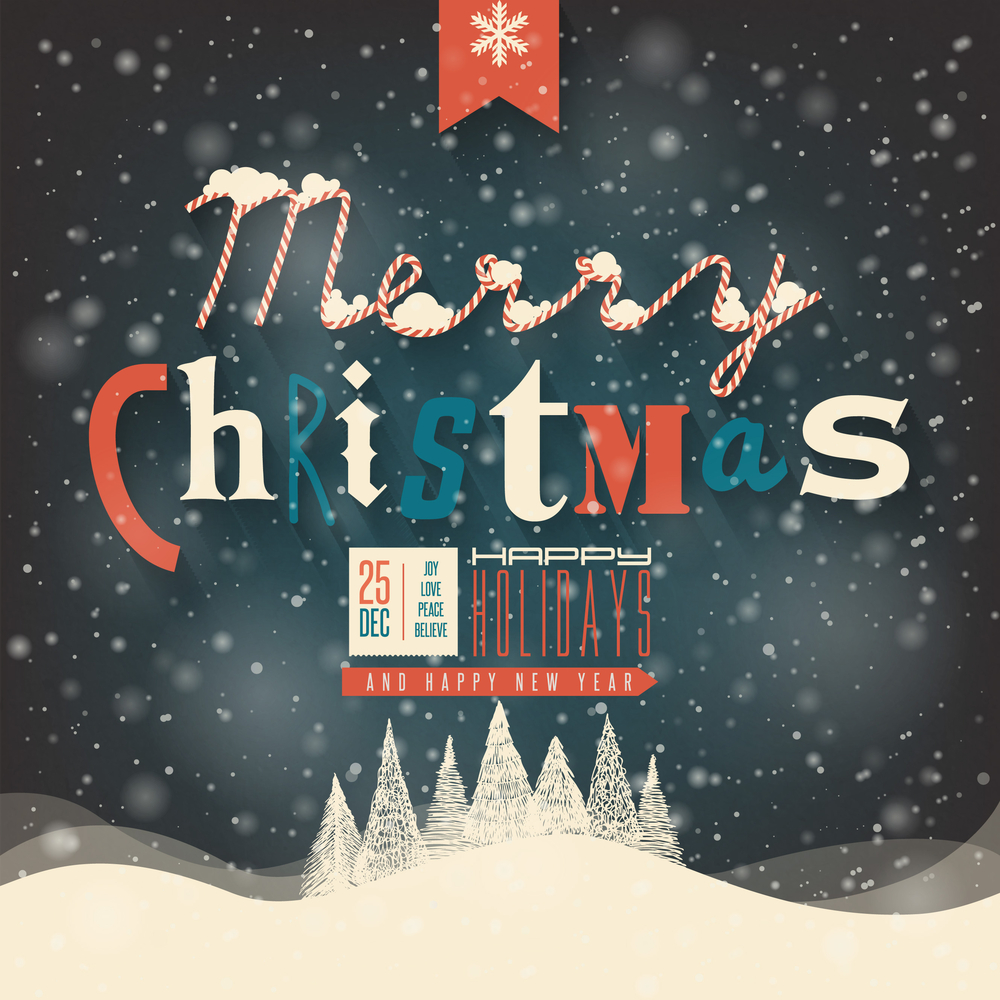 Merry
ChRiStMas
25
DEC
JOY
LOVE
PEACE
BELIEVE
HAPPY
HOLIDAYS
AND HAPPY NEW YEAR